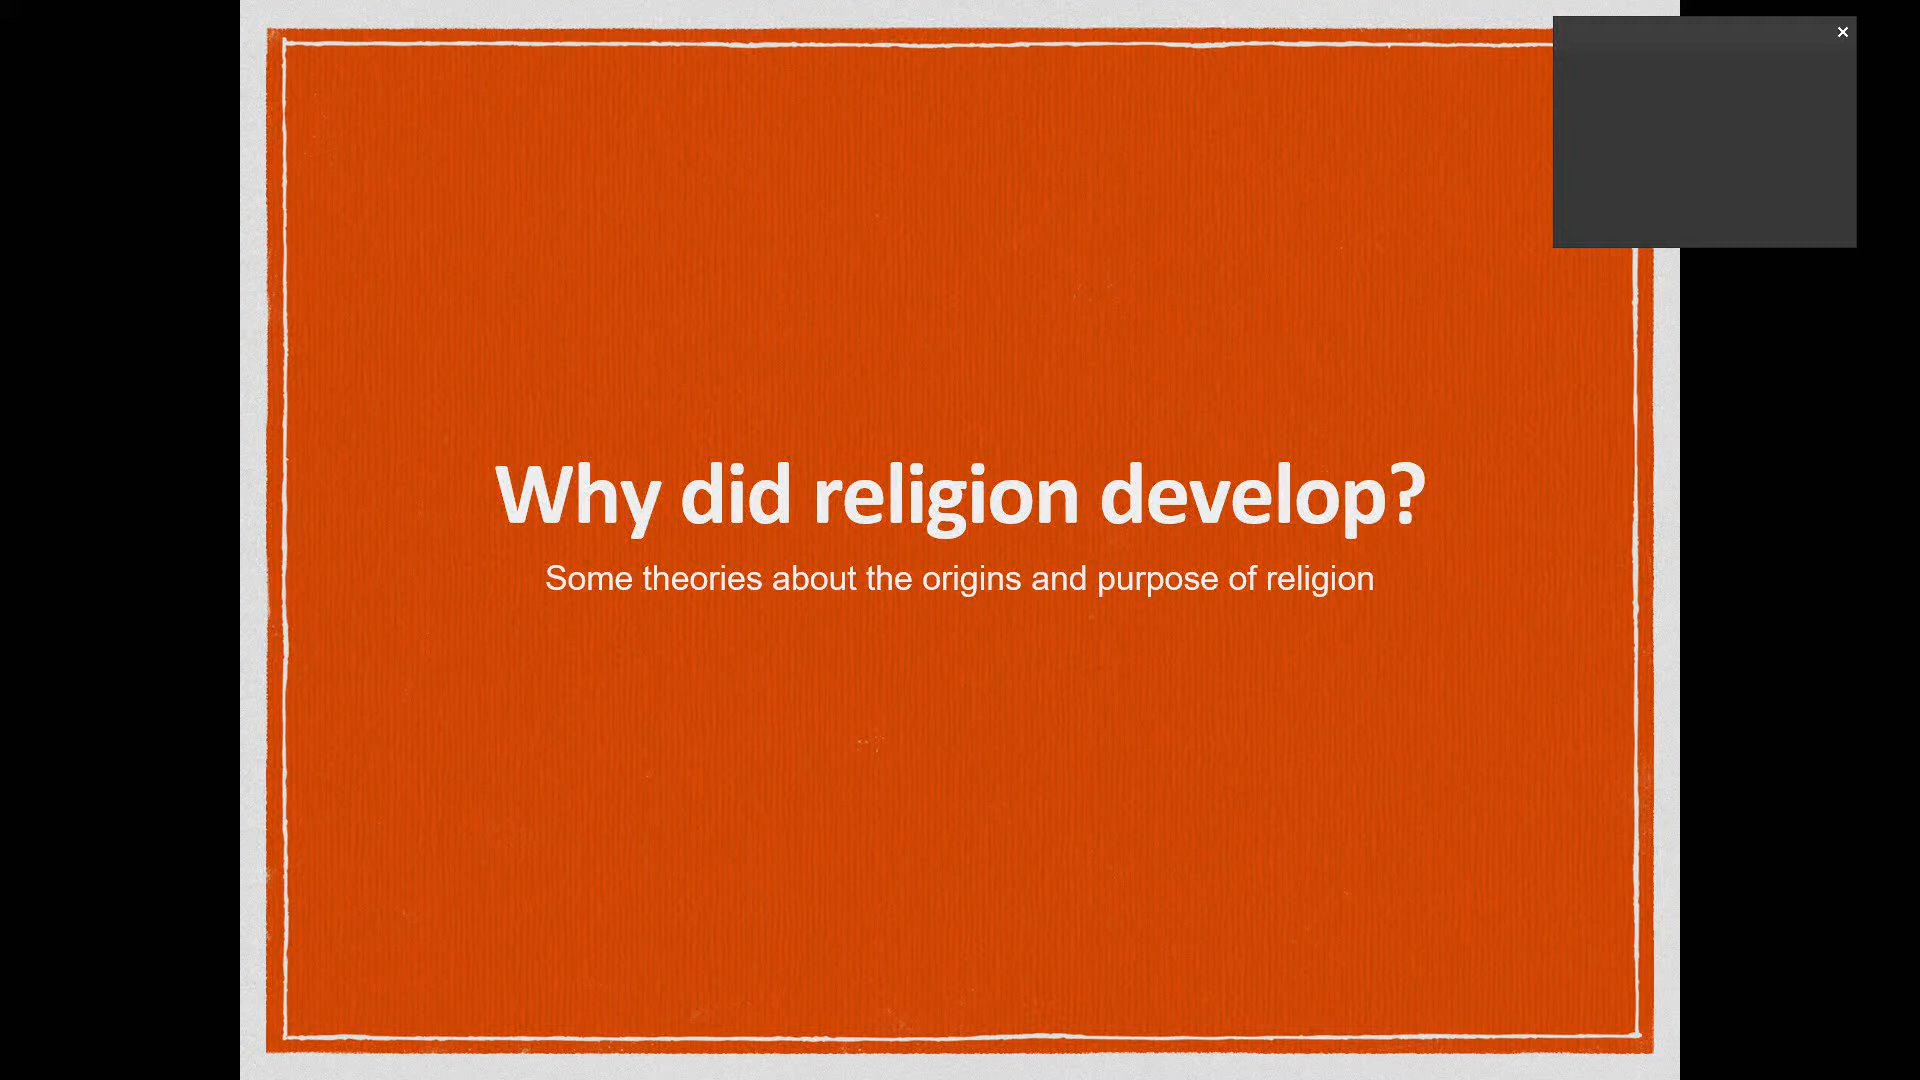 Why did religion develop?
Some theories about the origins and purpose of religion